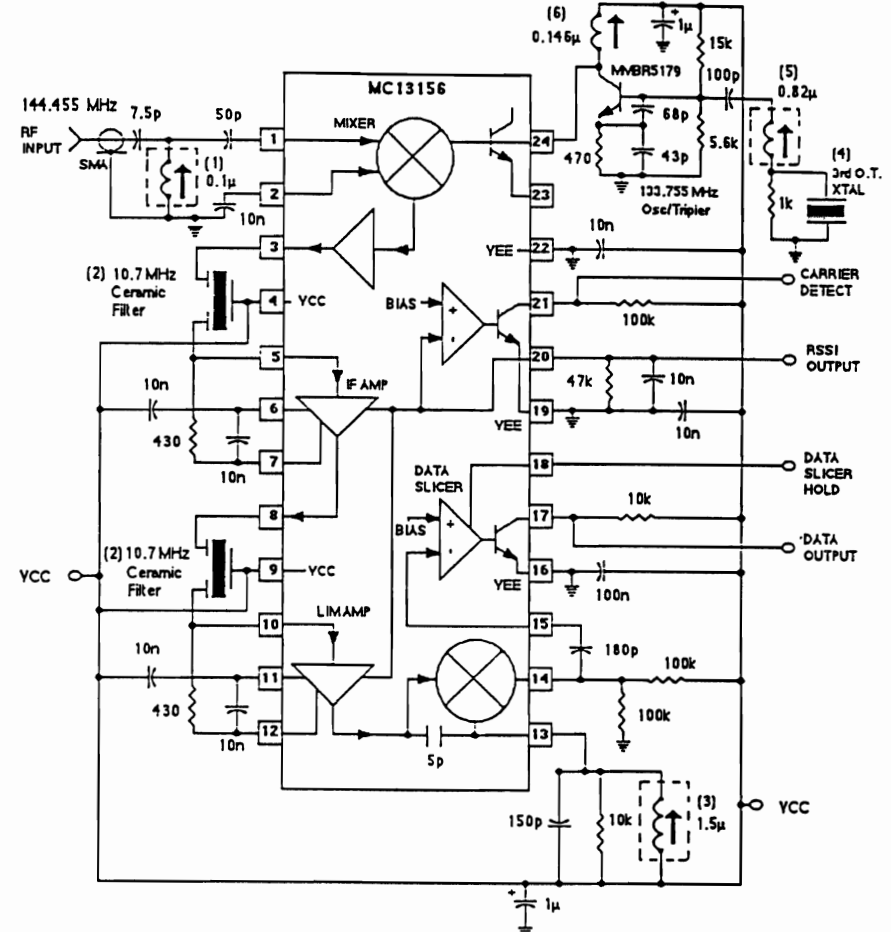 (6)
0.146µ
+
1µ
15k
MMBR5179
100p
(5)
0.82µ
68p
470
43p
5.6k
133.755 MHz
Osc/Tripler
(4)
3rd O.T.
XTAL
1k
MC13156
144.455 MHz
RF
INPUT
7.5p
50p
SMA
(1)
0.1µ
10n
1
MIXER
24
2
23
3
YEE
22
10n
(2) 10.7 MHz
Ceramic
Filter
4
YCC
BIAS
+
-
21
100k
CARRIER
DETECT
5
20
RSSI
OUTPUT
IF AMP
47k
10n
10n
6
YEE
19
10n
430
10n
7
DATA
SLICER
18
DATA
SLICER
HOLD
8
BIAS
+
-
17
10k
DATA
OUTPUT
(2) 10.7 MHz
Ceramic
Filter
9
YCC
YEE
16
100n
YCC
10
LIM AMP
15
180p
10n
11
14
100k
430
10n
12
13
100k
5p
150p
10k
(3)
1.5µ
YCC
+
1µ